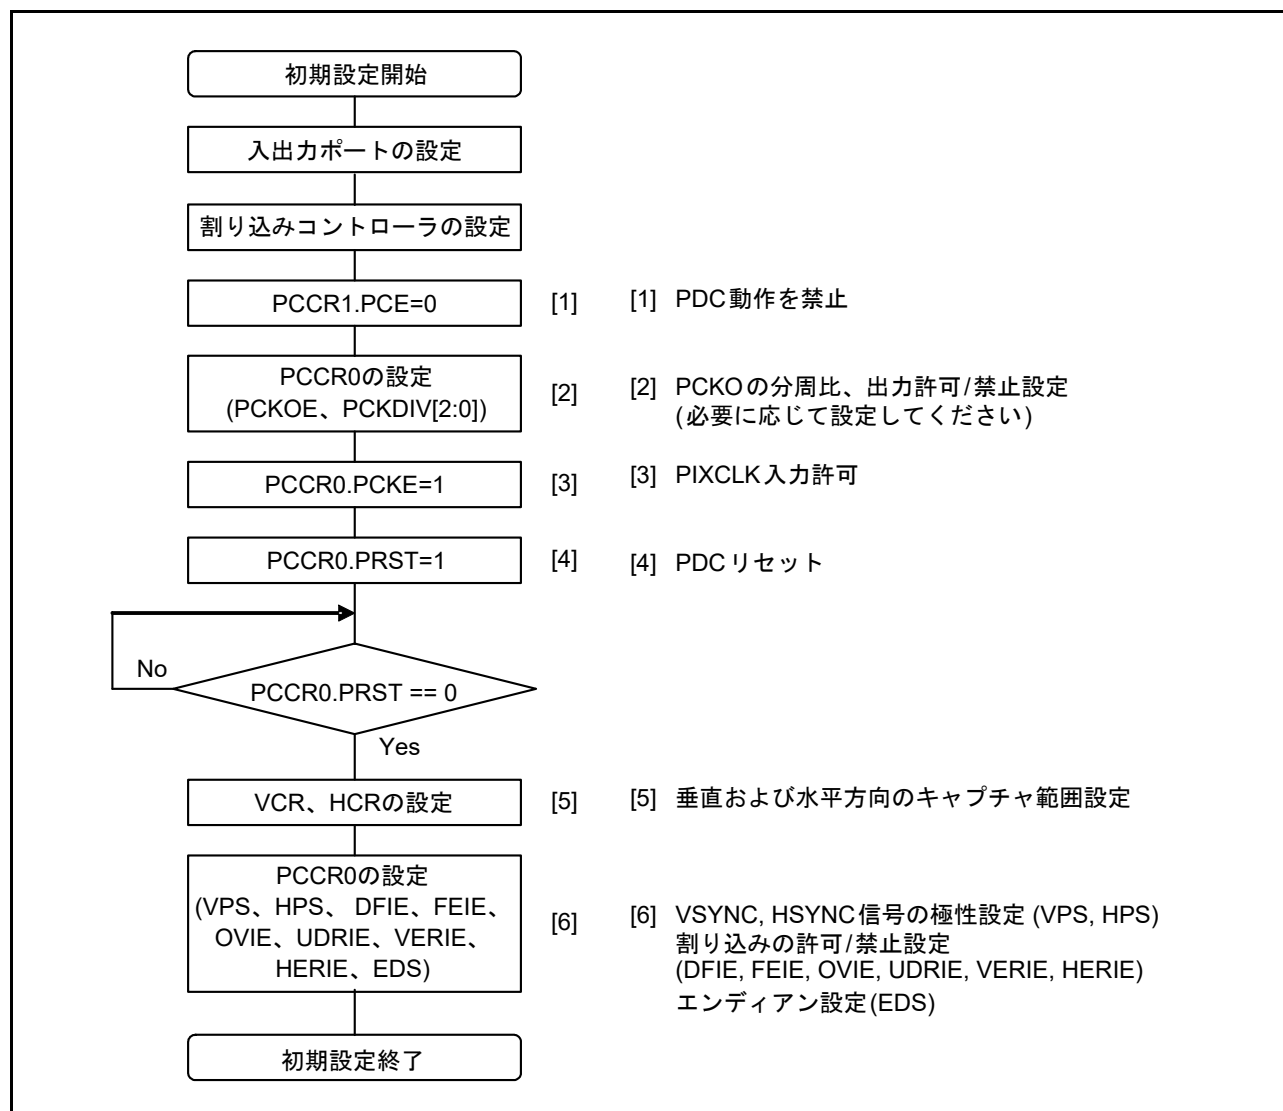 初期設定開始
入出力ポートの設定
割り込みコントローラの設定
PCCR1.PCE=0 [1] [1] PDC動作を禁止
PCCR0の設定
(PCKOE、PCKDIV[2:0]) [2] [2] PCKOの分周比、出力許可/禁止設定
(必要に応じて設定してください)
PCCR0.PCKE=1 [3] [3] PIXCLK入力許可
PCCR0.PRST=1 [4] [4] PDCリセット
No
PCCR0.PRST == 0
Yes
VCR、HCRの設定 [5] [5] 垂直および水平方向のキャプチャ範囲設定
PCCR0の設定
(VPS、HPS、 DFIE、FEIE、
OVIE、UDRIE、VERIE、
HERIE、EDS) [6] [6] VSYNC, HSYNC信号の極性設定 (VPS, HPS)
割り込みの許可/禁止設定
(DFIE, FEIE, OVIE, UDRIE, VERIE, HERIE)
エンディアン設定(EDS)
初期設定終了